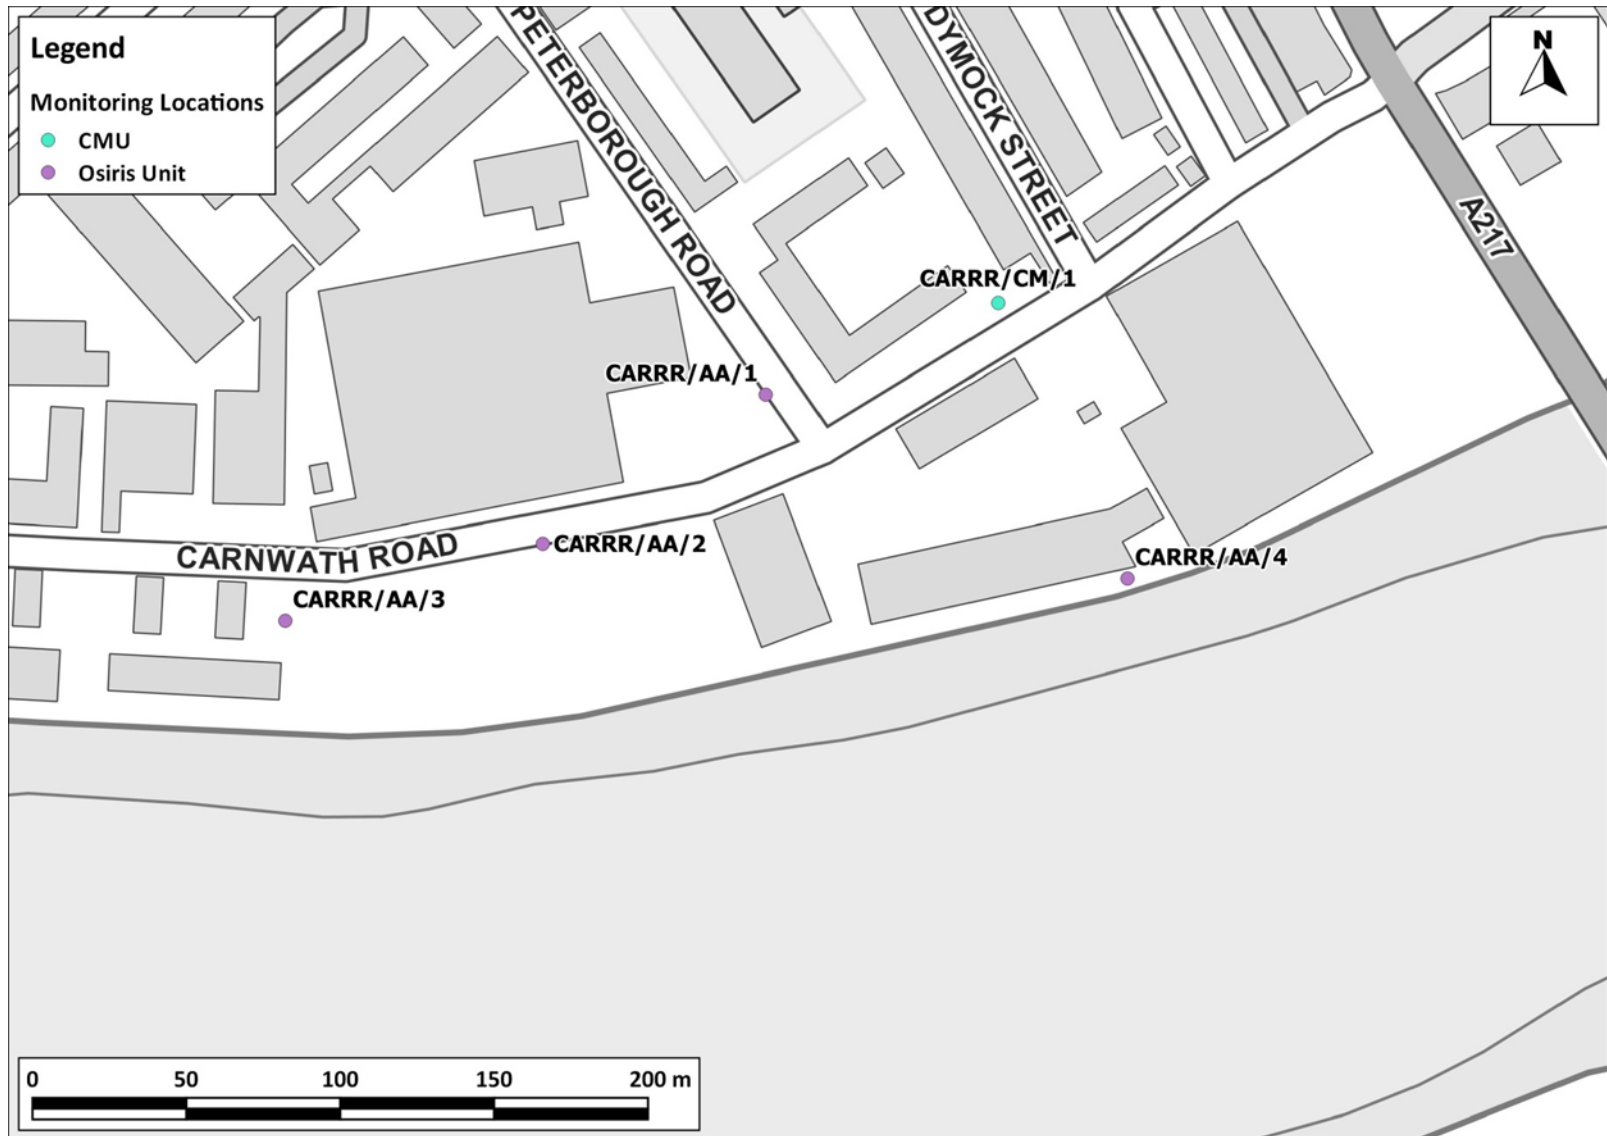 Legend
Monitoring Locations
CMU
Osiris Unit
N
PETERBOROUGH ROAD
DYMOCK STREET
A217
CARRR/CM/1
CARRR/AA/1
CARRR/AA/2
CARNWATH ROAD
CARRR/AA/4
CARRR/AA/3
0 50 100 150 200 m